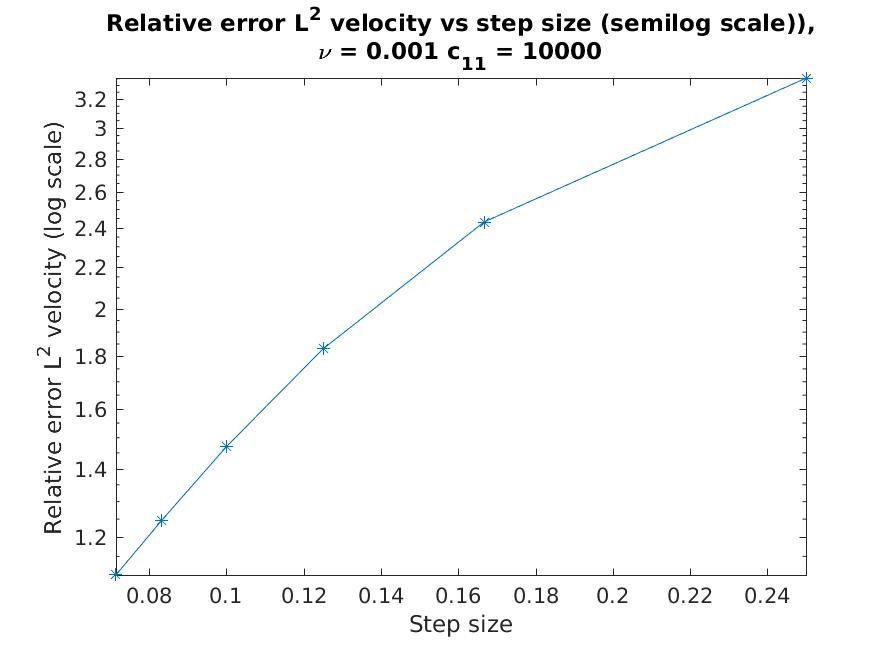 Relative error L² velocity vs step size (semilog scale)),
ν = 0.001 c₁₁ = 10000
Relative error L² velocity (log scale)
3.2
3
2.8
2.6
2.4
2.2
2
1.8
1.6
1.4
1.2
0.08 0.1 0.12 0.14 0.16 0.18 0.2 0.22 0.24
Step size